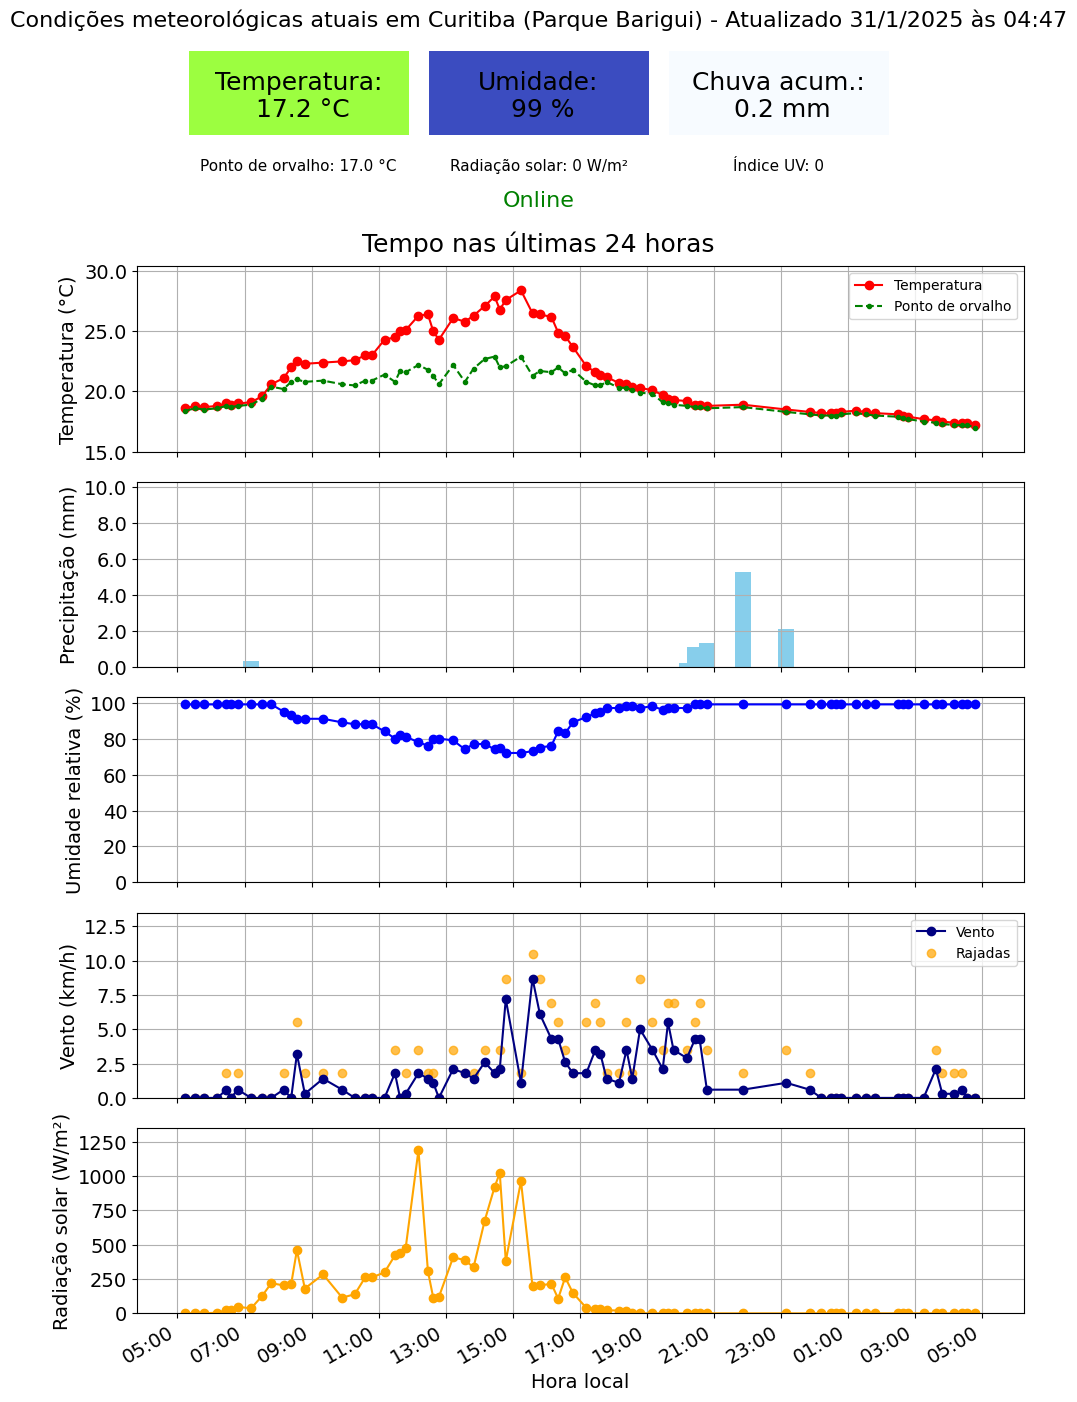 Condições meteorológicas atuais em Curitiba (Parque Barigui) - Atualizado 31/1/2025 às 04:47
Temperatura:
17.2 °C
Umidade:
99 %
Chuva acum.:
0.2 mm
Ponto de orvalho: 17.0 °C
Radiação solar: 0 W/m²
Índice UV: 0
Online
Tempo nas últimas 24 horas
Temperatura (°C)
30.0
25.0
20.0
15.0
Temperatura
Ponto de orvalho
Precipitação (mm)
10.0
8.0
6.0
4.0
2.0
0.0
Umidade relativa (%)
100
80
60
40
20
0
Vento (km/h)
12.5
10.0
7.5
5.0
2.5
0.0
Vento
Rajadas
Radiação solar (W/m²)
1250
1000
750
500
250
0
05:00
07:00
09:00
11:00
13:00
15:00
17:00
19:00
21:00
23:00
01:00
03:00
05:00
Hora local